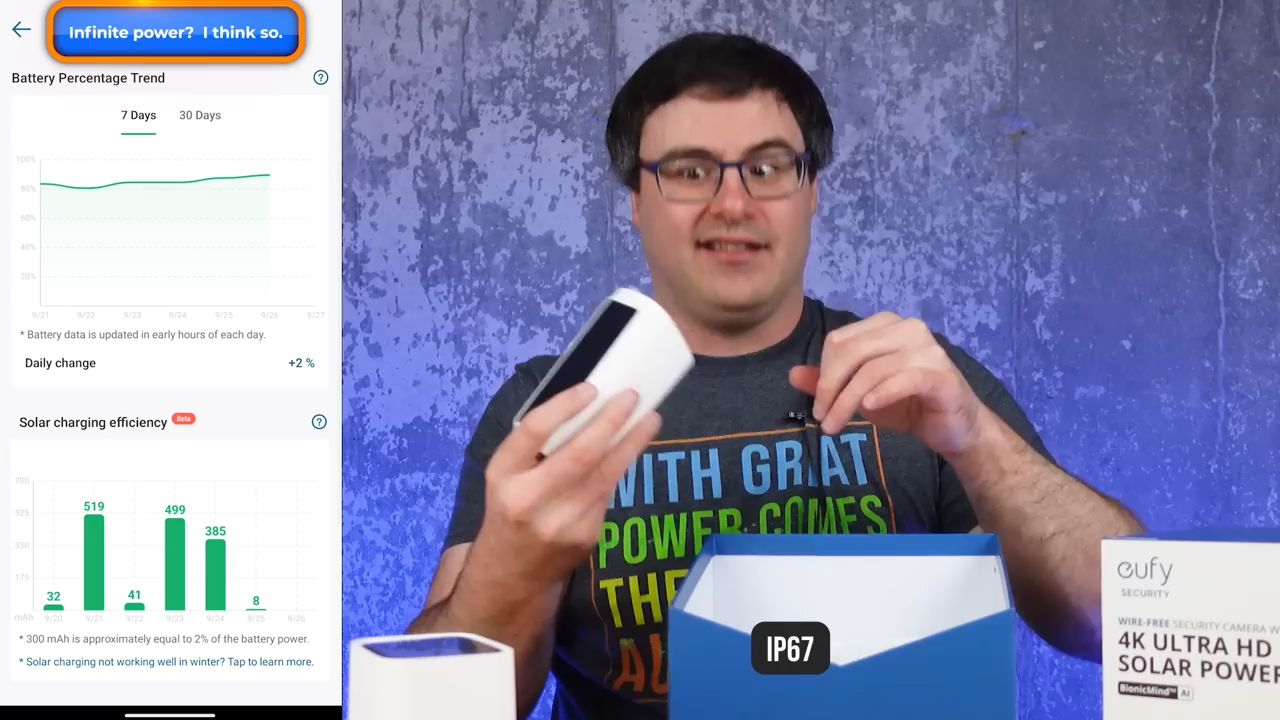 Infinite power?  I think so.
Battery Percentage Trend
7 Days
30 Days
100%
80%
60%
40%
20%
9/21
9/22
9/23
9/24
9/25
9/26
9/27
* Battery data is updated in early hours of each day.
Daily change
+2 %
Solar charging efficiency
Beta
700
525
350
175
mAh
32
519
41
499
385
8
9/20
9/21
9/22
9/23
9/24
9/25
9/26
* 300 mAh is approximately equal to 2% of the battery power.
* Solar charging not working well in winter? Tap to learn more.
WITH GREAT
POWER COMES
IP67
eufy
SECURITY
WIRE-FREE SECURITY CAMERA
4K ULTRA HD
SOLAR POWER
BionicMind™ AI